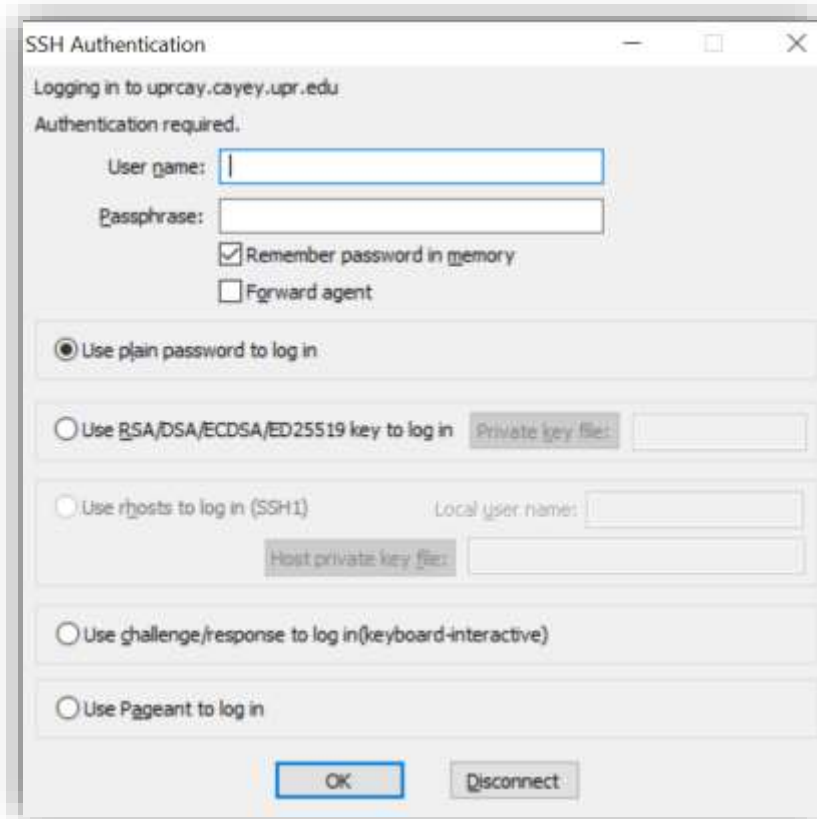 SSH Authentication
Logging in to uprcay.cayey.upr.edu
Authentication required.
User name:
Passphrase:
Remember password in memory
Forward agent
Use plain password to log in
Use RSA/DSA/ECDSA/ED25519 key to log in Private key file:
Use rhosts to log in (SSH1) Local user name:
Host private key file:
Use challenge/response to log in(keyboard-interactive)
Use Pageant to log in
OK Disconnect